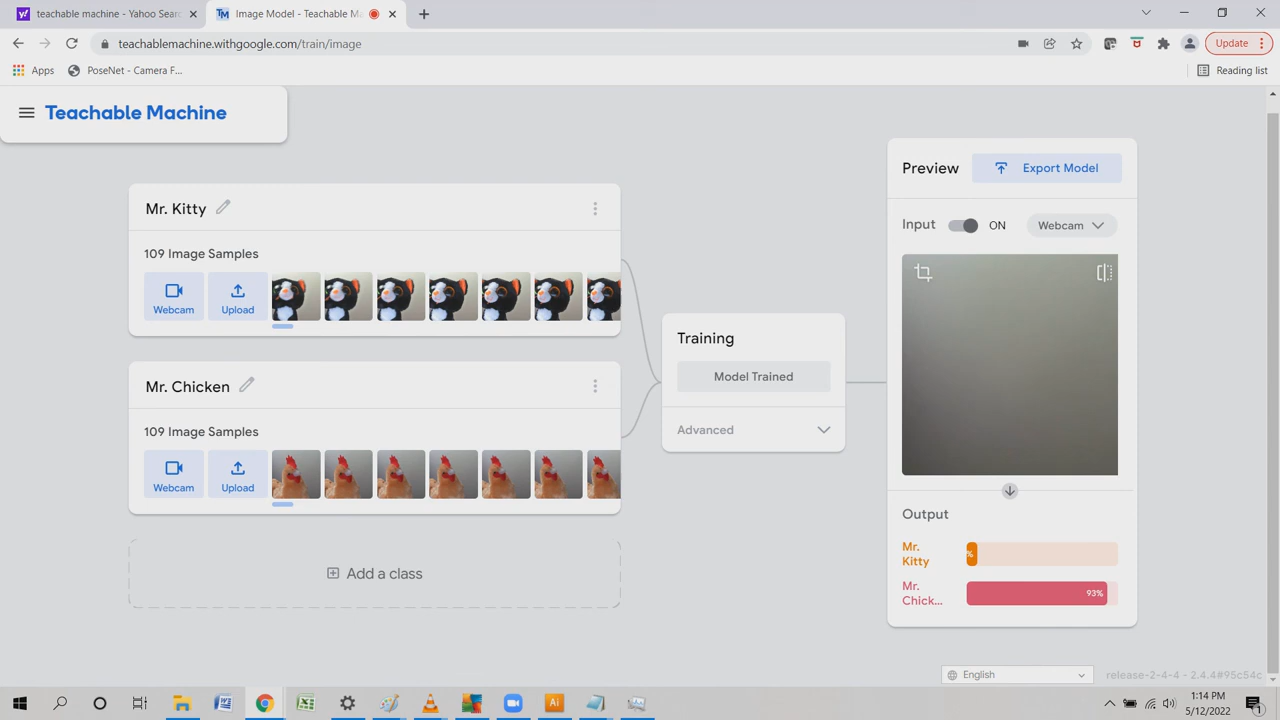 teachable machine - Yahoo Sear
Image Model - Teachable Ma
teachablemachine.withgoogle.com/train/image
Update
Apps
PoseNet - Camera F...
Reading list
Teachable Machine
Preview
Export Model
Mr. Kitty
Input
ON
Webcam
109 Image Samples
Webcam
Upload
Training
Model Trained
Mr. Chicken
Advanced
109 Image Samples
Webcam
Upload
Output
Mr.
Kitty
%
Add a class
Mr.
Chick...
93%
English
release-2-4-4 - 2.4.4#95c54c
1:14 PM
5/12/2022
1